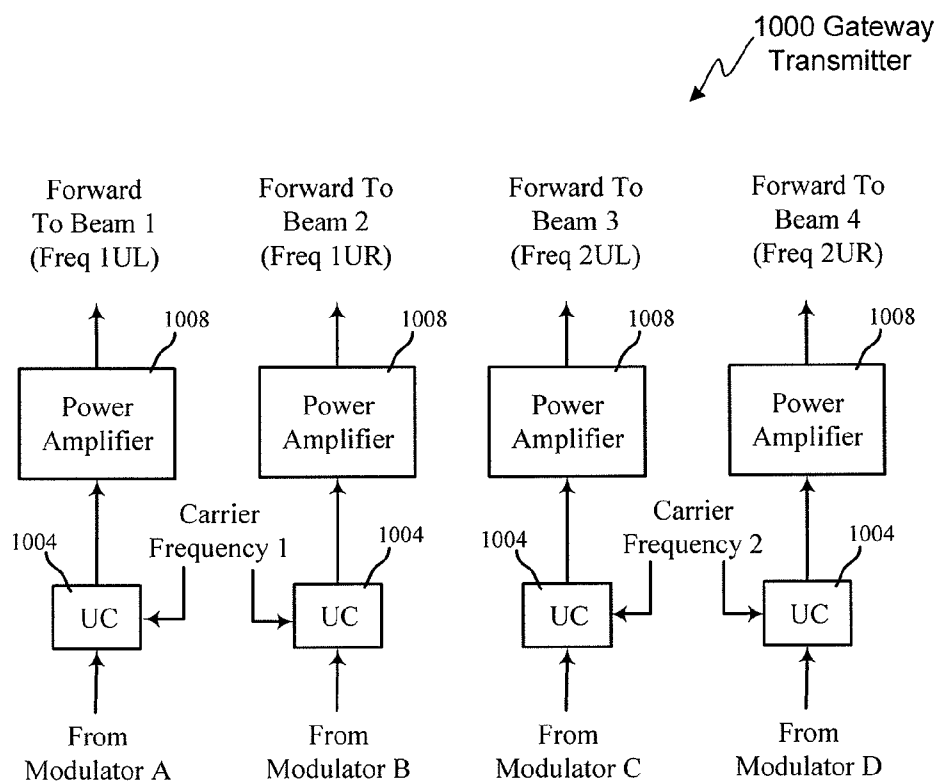 1000 Gateway
Transmitter
Forward
To Beam 1
(Freq 1UL)
Forward To
Beam 2
(Freq 1UR)
Forward To
Beam 3
(Freq 2UL)
Forward To
Beam 4
(Freq 2UR)
1008
1008
1008
1008
Power
Amplifier
Power
Amplifier
Power
Amplifier
Power
Amplifier
Carrier
Frequency 1
Carrier
Frequency 2
1004
1004
1004
1004
UC
UC
UC
UC
From
Modulator A
From
Modulator B
From
Modulator C
From
Modulator D